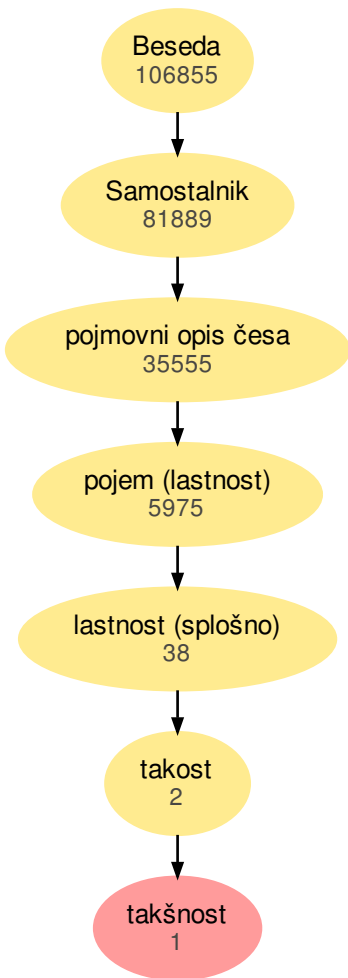 Beseda
106855
Samostalnik
81889
pojmovni opis česa
35555
pojem (lastnost)
5975
lastnost (splošno)
38
takost
2
takšnost
1